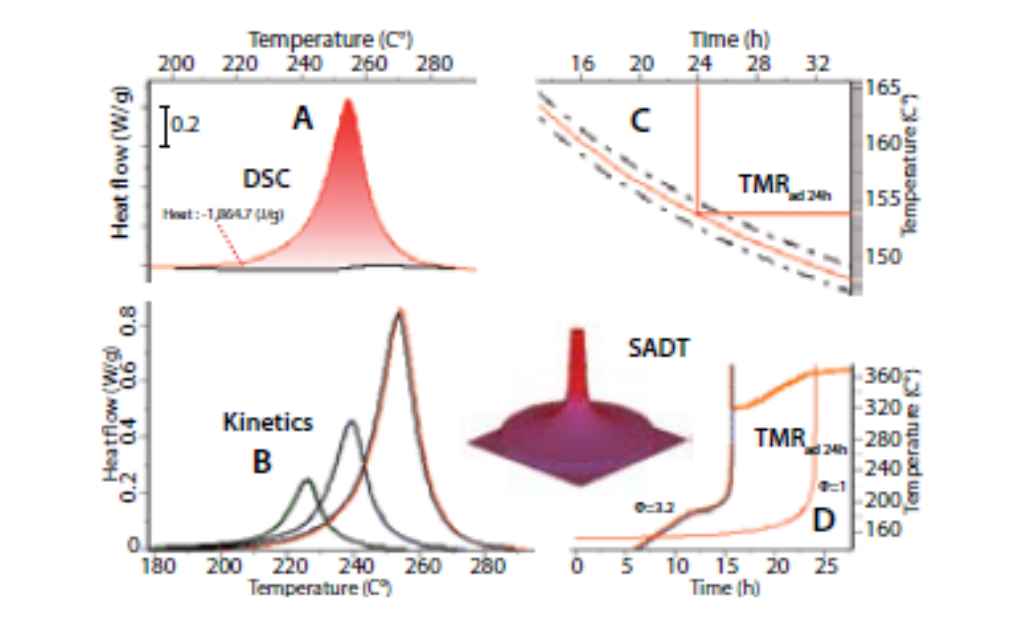 Temperature (C°)
200 220 240 260 280
Heat flow (W/g)
0.2
A
DSC
Heat : -1,864.7 (J/g)
Time (h)
16 20 24 28 32
C
TMRad 24h
165
160
155
150
Temperature (C°)
0.8
0.6
0.4
0.2
0
Heat flow (W/g)
Kinetics
B
180 200 220 240 260 280
Temperature (C°)
SADT
360
320
280
240
200
160
Temperature (C°)
TMRad 24h
Φ=3.2
Φ=1
D
0 5 10 15 20 25
Time (h)